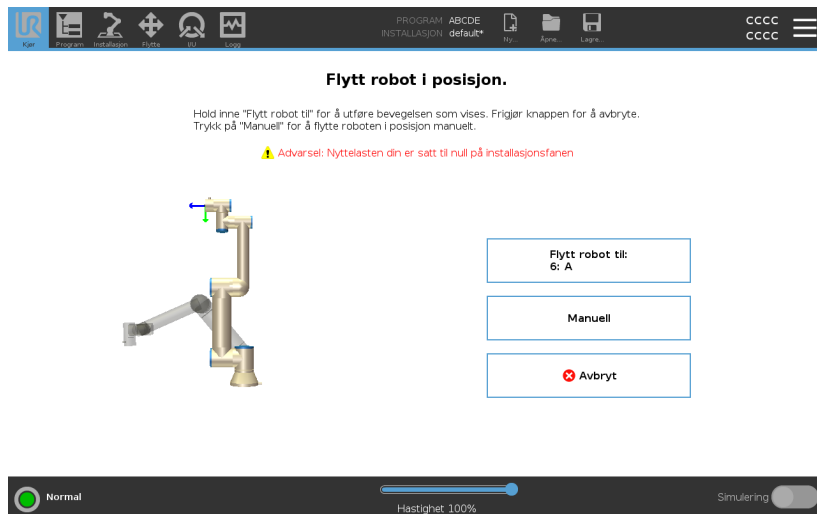 UR
Kjør
Program
Installasjon
Flytte
I/U
Logg
PROGRAM ABCDE
INSTALLASJON default*
Ny...
Åpne...
Lagre...
cccc
cccc
Flytt robot i posisjon.
Hold inne "Flytt robot til" for å utføre bevegelsen som vises. Frigjør knappen for å avbryte.
Trykk på "Manuell" for å flytte roboten i posisjon manuelt.
Advarsel: Nyttelasten din er satt til null på installasjonsfanen
Flytt robot til:
6: A
Manuell
Avbryt
Normal
Hastighet 100%
Simulering